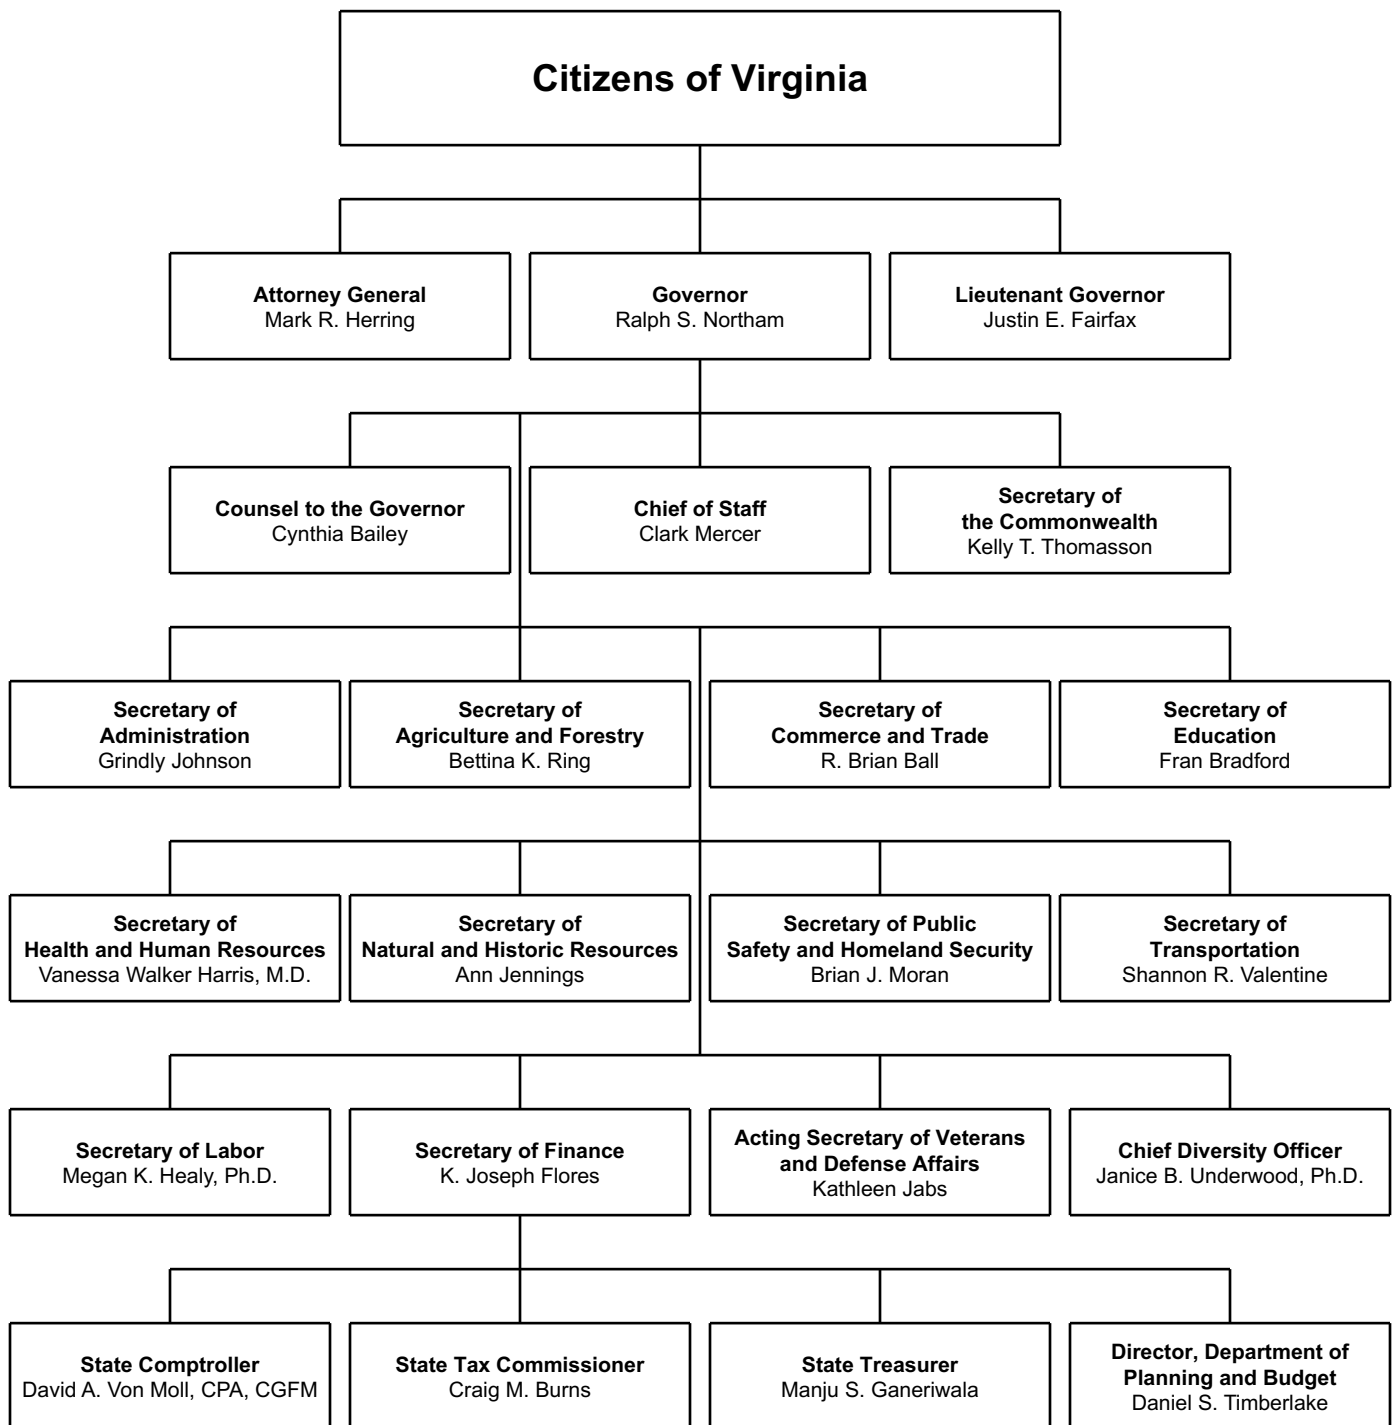 Citizens of Virginia
Attorney General
Mark R. Herring
Governor
Ralph S. Northam
Lieutenant Governor
Justin E. Fairfax
Counsel to the Governor
Cynthia Bailey
Chief of Staff
Clark Mercer
Secretary of
the Commonwealth
Kelly T. Thomasson
Secretary of
Administration
Grindly Johnson
Secretary of
Agriculture and Forestry
Bettina K. Ring
Secretary of
Commerce and Trade
R. Brian Ball
Secretary of
Education
Fran Bradford
Secretary of
Health and Human Resources
Vanessa Walker Harris, M.D.
Secretary of
Natural and Historic Resources
Ann Jennings
Secretary of Public
Safety and Homeland Security
Brian J. Moran
Secretary of
Transportation
Shannon R. Valentine
Secretary of Labor
Megan K. Healy, Ph.D.
Secretary of Finance
K. Joseph Flores
Acting Secretary of Veterans
and Defense Affairs
Kathleen Jabs
Chief Diversity Officer
Janice B. Underwood, Ph.D.
State Comptroller
David A. Von Moll, CPA, CGFM
State Tax Commissioner
Craig M. Burns
State Treasurer
Manju S. Ganeriwala
Director, Department of
Planning and Budget
Daniel S. Timberlake